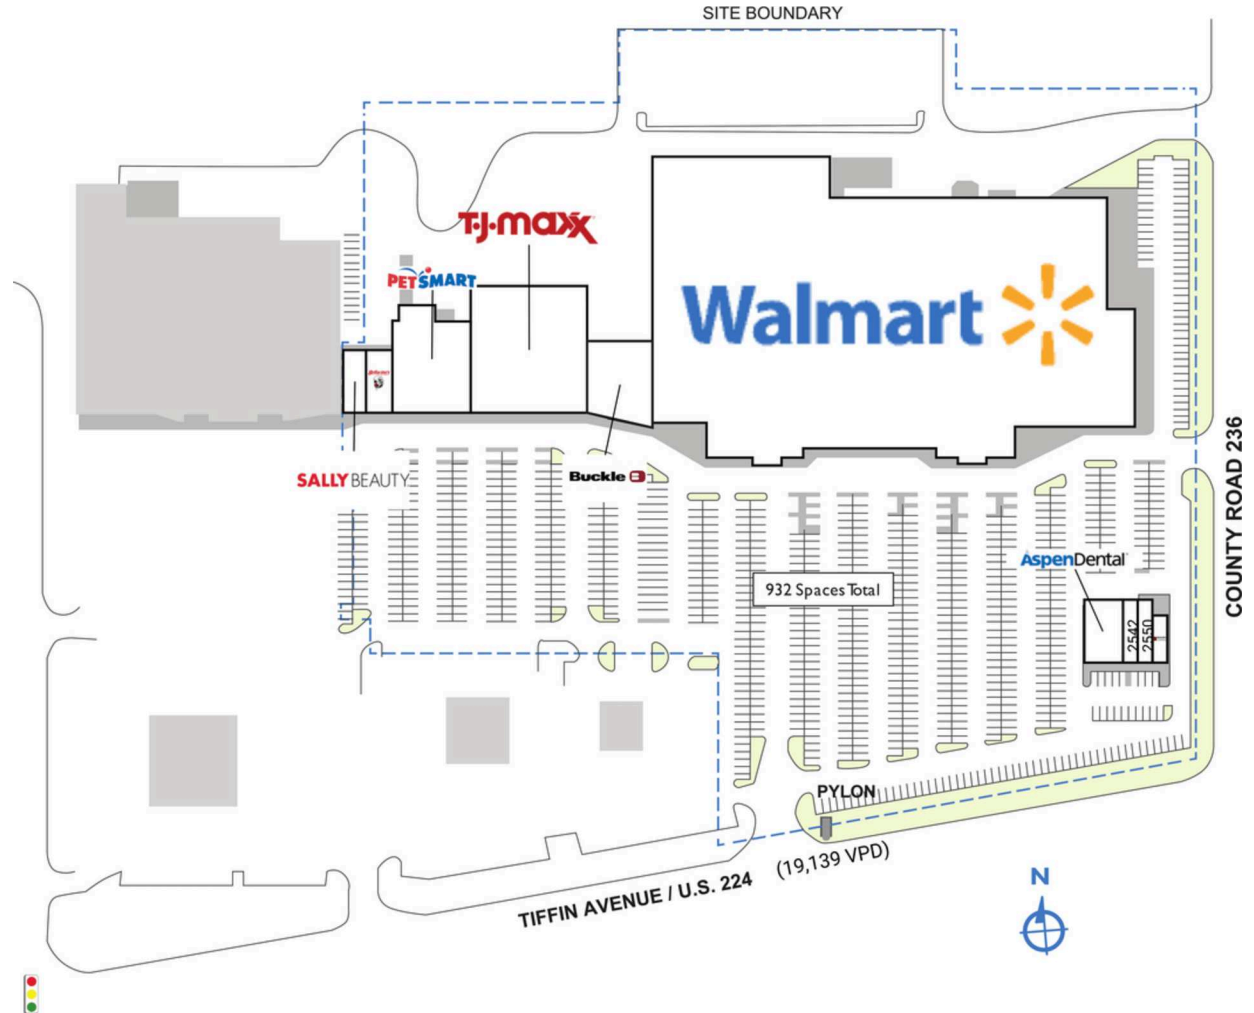 SITE BOUNDARY
T·J·maxx
PETSMART
Walmart
SALLY BEAUTY
Buckle B
COUNTY ROAD 236
AspenDental
932 Spaces Total
2542
2550
PYLON
(19,139 VPD)
TIFFIN AVENUE / U.S. 224
N